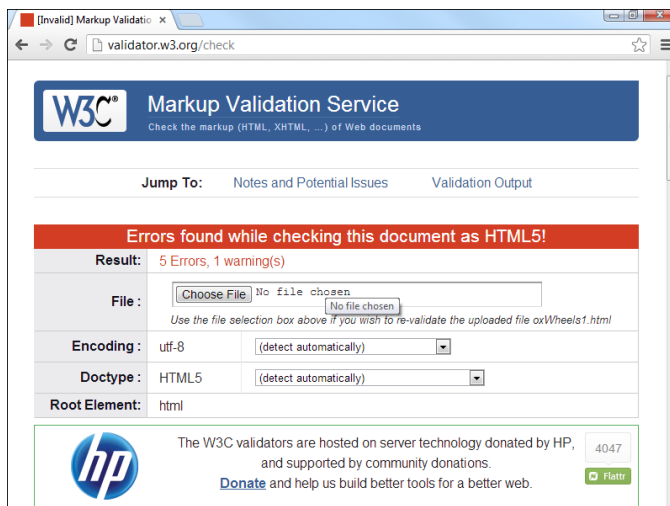 [Invalid] Markup Validatio
validator.w3.org/check
W3C®
Markup Validation Service
Check the markup (HTML, XHTML, …) of Web documents
Jump To: Notes and Potential Issues Validation Output
Errors found while checking this document as HTML5!
Result: 5 Errors, 1 warning(s)
File : Choose File No file chosen
No file chosen
Use the file selection box above if you wish to re-validate the uploaded file oxWheels1.html
Encoding : utf-8 (detect automatically)
Doctype : HTML5 (detect automatically)
Root Element: html
hp
The W3C validators are hosted on server technology donated by HP,
and supported by community donations.
Donate and help us build better tools for a better web.
4047
Flattr